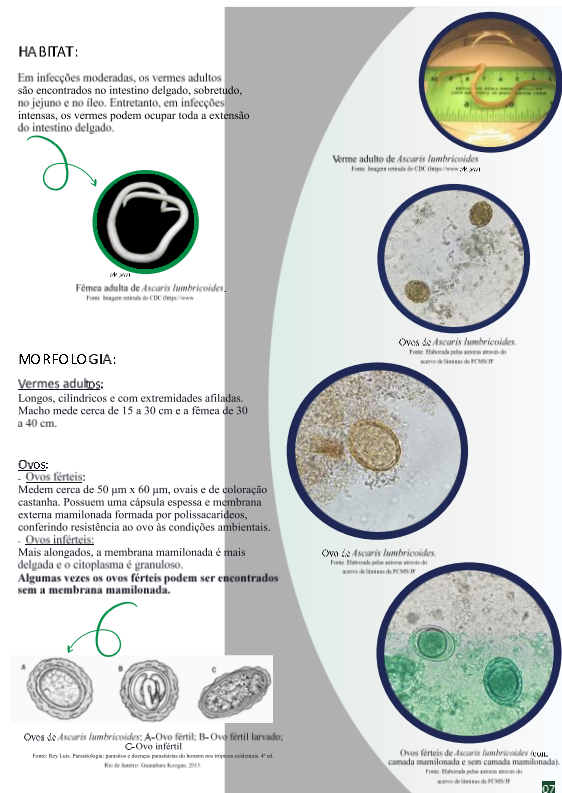 HABITAT:
Em infecções moderadas, os vermes adultos
são encontrados no intestino delgado, sobretudo,
no jejuno e no íleo. Entretanto, em infecções
intensas, os vermes podem ocupar toda a extensão
do intestino delgado.
Fêmea adulta de Ascaris lumbricoides.
Fonte: Imagem retirada do CDC (https://www
MORFOLOGIA:
Vermes adultos:
Longos, cilíndricos e com extremidades afiladas.
Macho mede cerca de 15 a 30 cm e a fêmea de 30
a 40 cm.
Ovos:
. Ovos férteis:
Medem cerca de 50 µm x 60 µm, ovais e de coloração
castanha. Possuem uma cápsula espessa e membrana
externa mamilonada formada por polissacarídeos,
conferindo resistência ao ovo às condições ambientais.
. Ovos inférteis:
Mais alongados, a membrana mamilonada é mais
delgada e o citoplasma é granuloso.
Algumas vezes os ovos férteis podem ser encontrados
sem a membrana mamilonada.
A B C
Ovos de Ascaris lumbricoides; A-Ovo fértil; B- Ovo fértil larvado;
C-Ovo infértil
Fonte: Rey Luis. Parasitologia: parasitos e doenças parasitárias do homem nos trópicos ocidentais. 4ª ed.
Rio de Janeiro: Guanabara Koogan; 2013.
Verme adulto de Ascaris lumbricoides
Fonte: Imagem retirada do CDC (https://www
Ovos de Ascaris lumbricoides.
Fonte: Elaborada pelas autoras através do
acervo de lâminas da FCMS/JF
Ovo de Ascaris lumbricoides.
Fonte: Elaborada pelas autoras através do
acervo de lâminas da FCMS/JF
Ovos férteis de Ascaris lumbricoides (com
camada mamilonada e sem camada mamilonada).
Fonte: Elaborada pelas autoras através do
acervo de lâminas da FCMS/JF
07